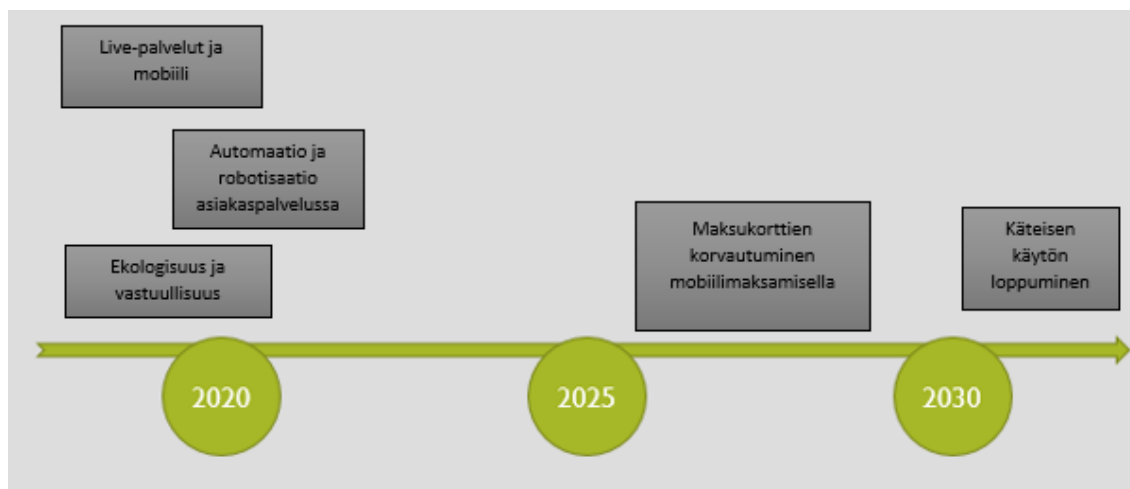 Live-palvelut ja
mobiili
Automaatio ja
robotisaatio
asiakaspalvelussa
Ekologisuus ja
vastuullisuus
Maksukorttien
korvautuminen
mobiilimaksamisella
Käteisen
käytön
loppuminen
2020
2025
2030